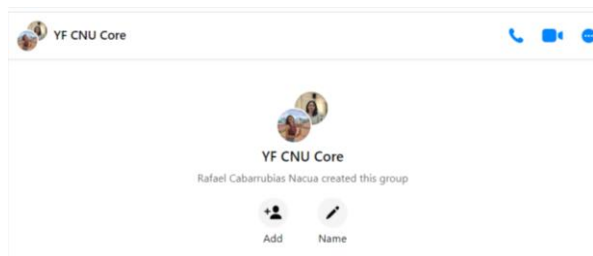 YF CNU Core
YF CNU Core
Rafael Cabarrubias Nacua created this group
Add Name